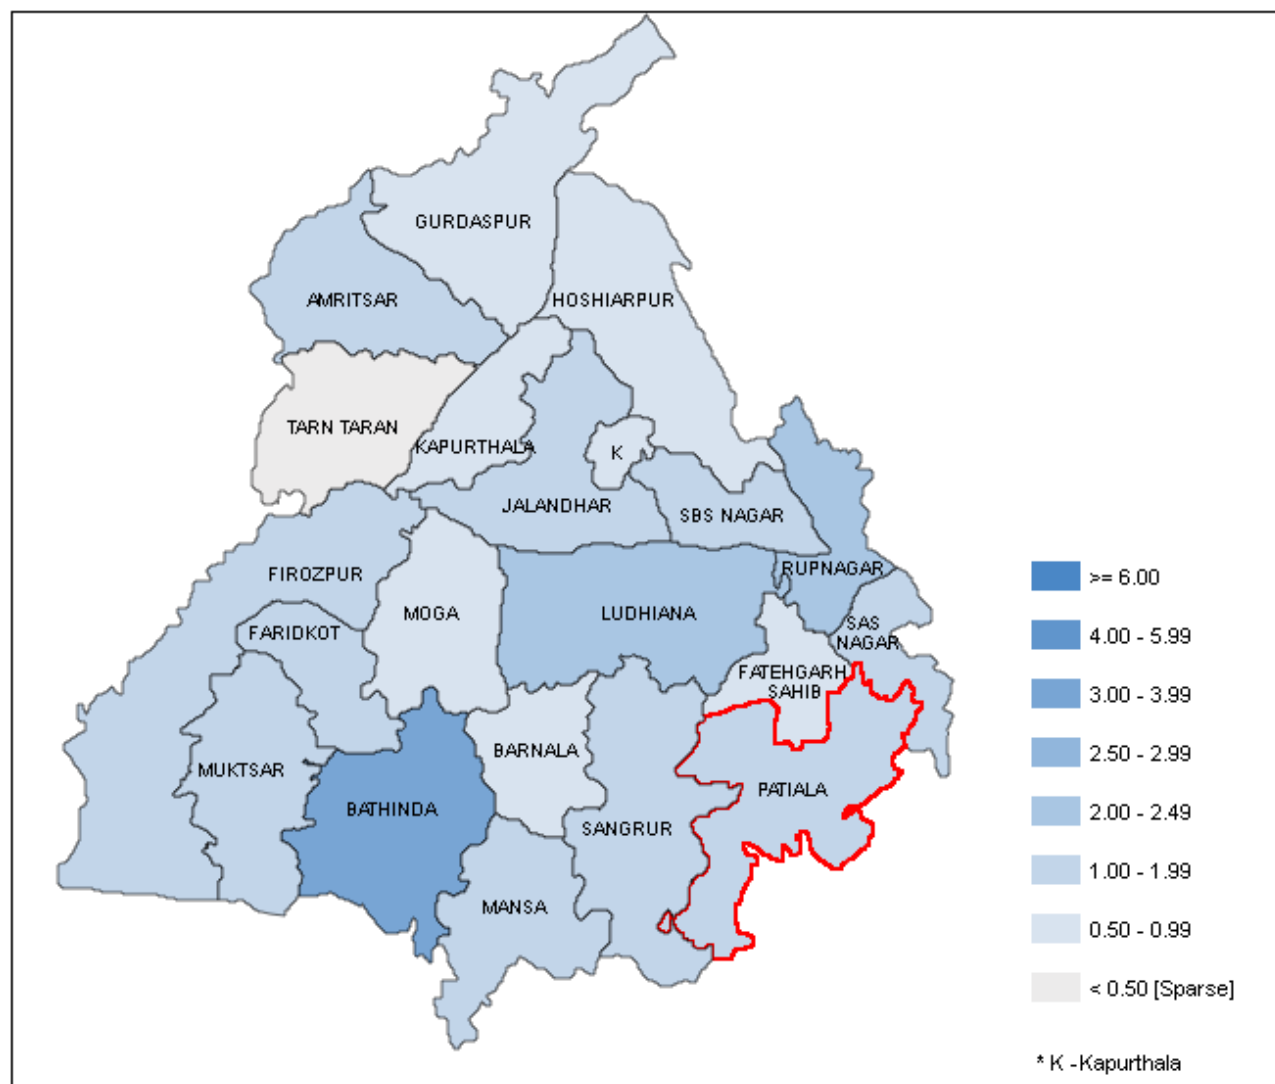 GURDASPUR
AMRITSAR
HOSHIARPUR
TARN TARAN
KAPURTHALA
K
JALANDHAR
SBS NAGAR
FIROZPUR
RUPNAGAR
MOGA
LUDHIANA
FARIDKOT
SAS
NAGAR
FATEHGARH
SAHIB
MUKTSAR
BARNALA
BATHINDA
PATIALA
SANGRUR
MANSA
>= 6.00
4.00 - 5.99
3.00 - 3.99
2.50 - 2.99
2.00 - 2.49
1.00 - 1.99
0.50 - 0.99
< 0.50 [Sparse]
* K -Kapurthala